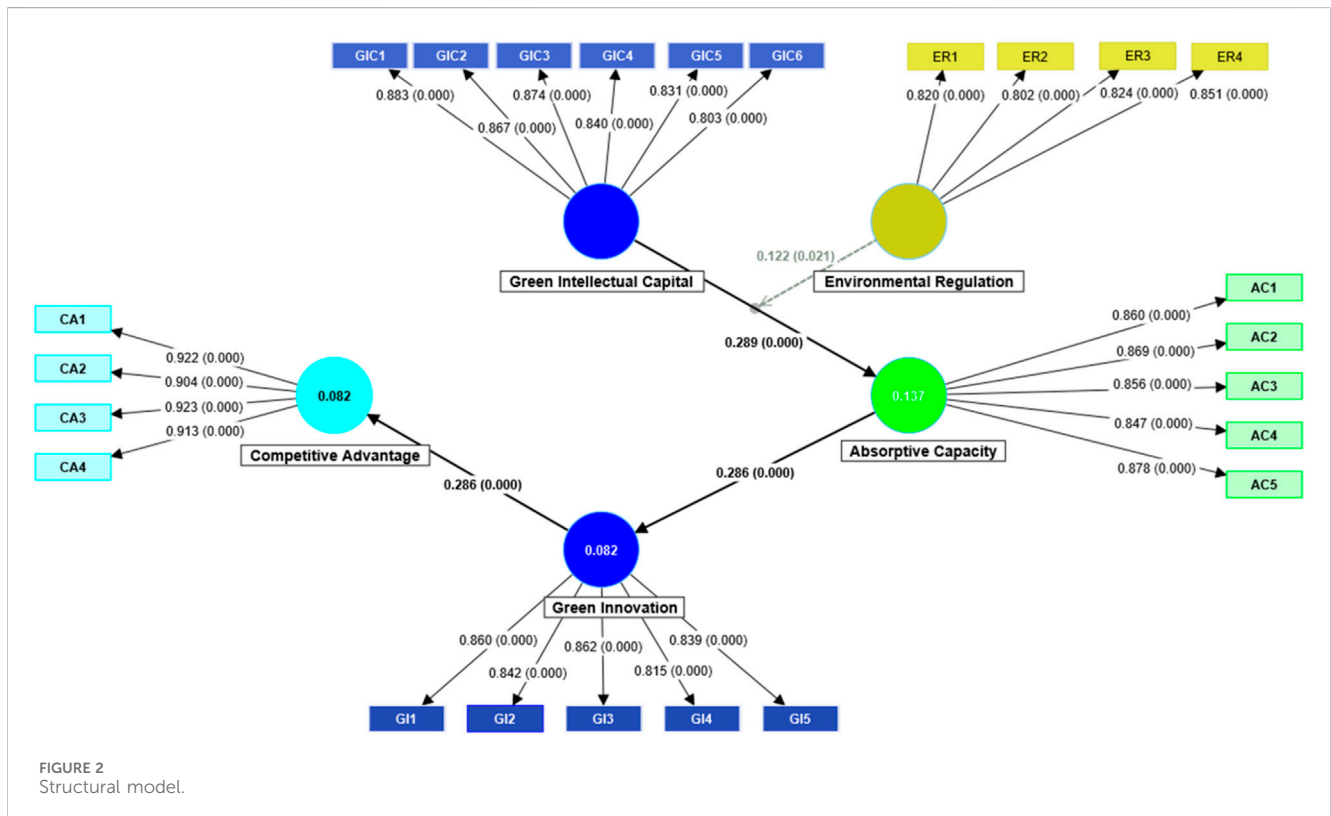 GIC1 GIC2 GIC3 GIC4 GIC5 GIC6
ER1 ER2 ER3 ER4
0.883 (0.000) 0.867 (0.000) 0.874 (0.000) 0.840 (0.000) 0.831 (0.000) 0.803 (0.000)
0.820 (0.000) 0.802 (0.000) 0.824 (0.000) 0.851 (0.000)
0.122 (0.021)
Green Intellectual Capital
Environmental Regulation
0.289 (0.000)
CA1
CA2
CA3
CA4
0.922 (0.000)
0.904 (0.000)
0.923 (0.000)
0.913 (0.000)
0.082
Competitive Advantage
0.137
Absorptive Capacity
0.860 (0.000)
0.869 (0.000)
0.856 (0.000)
0.847 (0.000)
0.878 (0.000)
AC1
AC2
AC3
AC4
AC5
0.286 (0.000)
0.286 (0.000)
0.082
Green Innovation
0.860 (0.000) 0.842 (0.000) 0.862 (0.000) 0.815 (0.000) 0.839 (0.000)
GI1 GI2 GI3 GI4 GI5
FIGURE 2
Structural model.